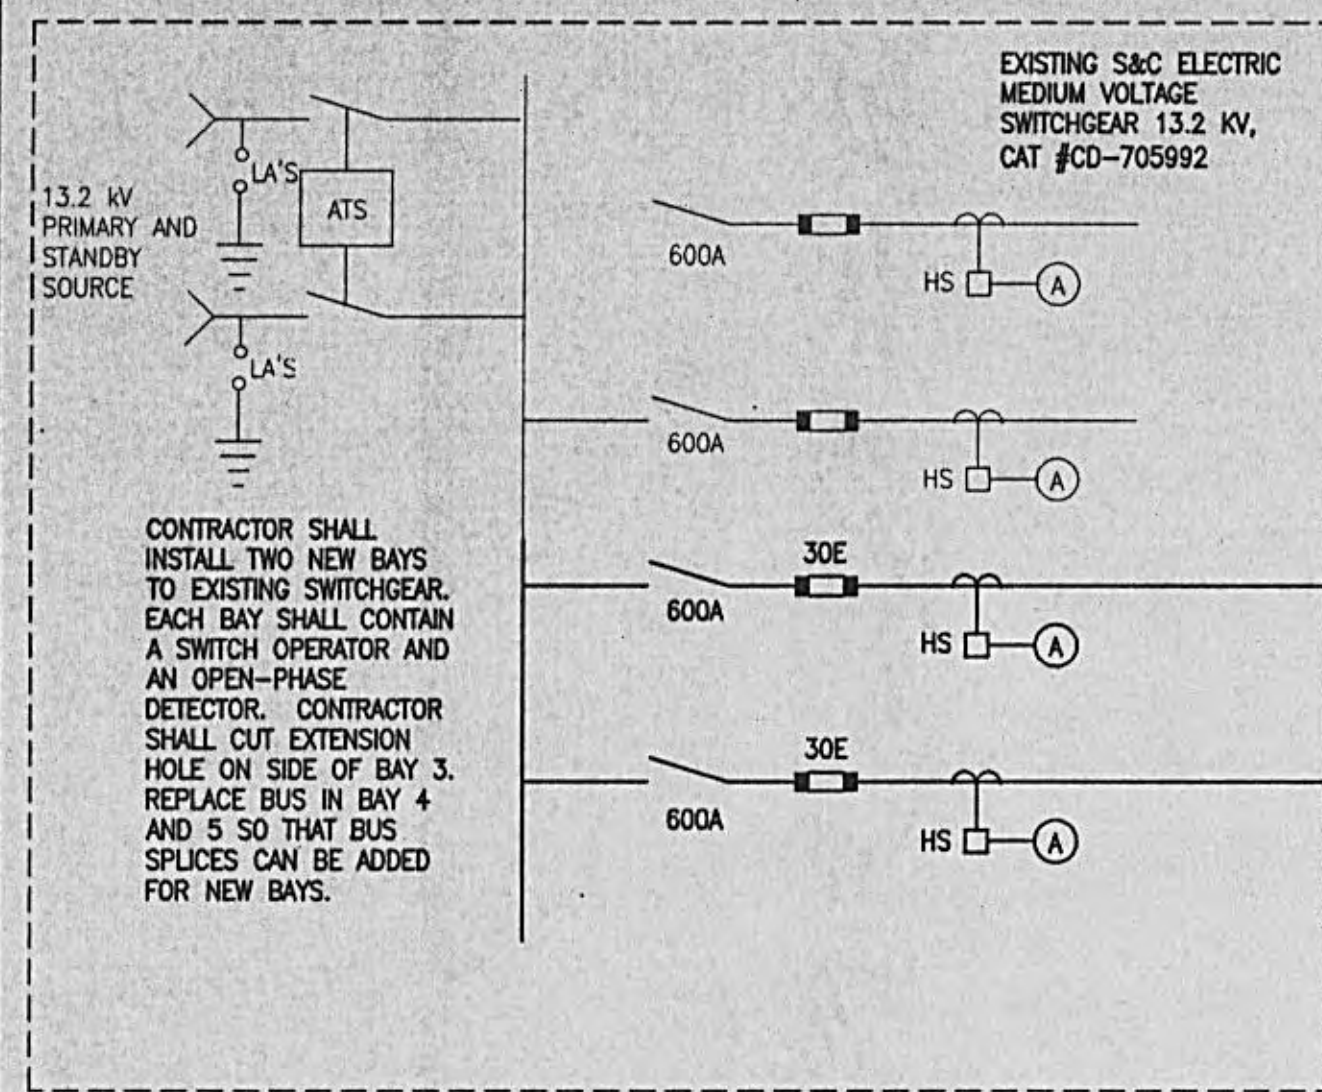 EXISTING S&C ELECTRIC
MEDIUM VOLTAGE
SWITCHGEAR 13.2 KV,
CAT #CD-705992
LA'S
ATS
13.2 kV
PRIMARY AND
STANDBY
SOURCE
LA'S
600A
HS
A
600A
HS
A
CONTRACTOR SHALL
INSTALL TWO NEW BAYS
TO EXISTING SWITCHGEAR.
EACH BAY SHALL CONTAIN
A SWITCH OPERATOR AND
AN OPEN-PHASE
DETECTOR. CONTRACTOR
SHALL CUT EXTENSION
HOLE ON SIDE OF BAY 3.
REPLACE BUS IN BAY 4
AND 5 SO THAT BUS
SPLICES CAN BE ADDED
FOR NEW BAYS.
30E
600A
HS
A
30E
600A
HS
A